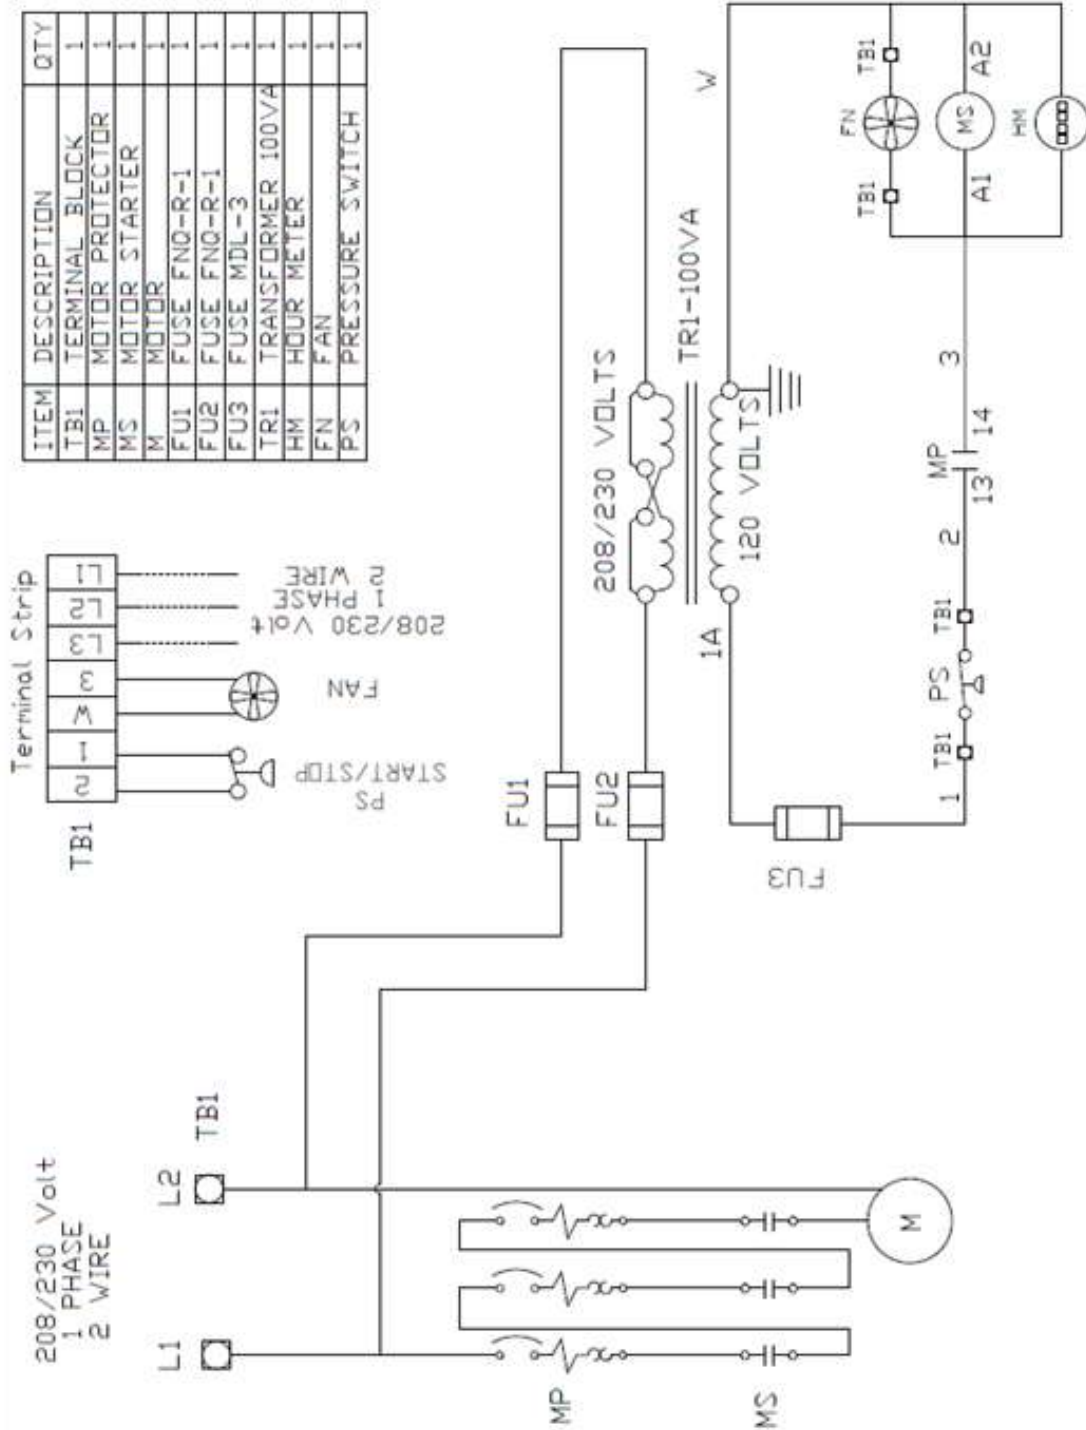 ITEM DESCRIPTION QTY
TB1 TERMINAL BLOCK 1
MP MOTOR PROTECTOR 1
MS MOTOR STARTER 1
M MOTOR 1
FU1 FUSE FNQ-R-1 1
FU2 FUSE FNQ-R-1 1
FU3 FUSE MDL-3 1
TR1 TRANSFORMER 100VA 1
HM HOUR METER 1
FN FAN 1
PS PRESSURE SWITCH 1
Terminal Strip
TB1
2 1 W 3 L3 L2 L1
PS
START/STOP
FAN
208/230 Volt
1 PHASE
2 WIRE
208/230 Volt
1 PHASE
2 WIRE
L1 L2 TB1
MP
MS
M
FU1
FU2
208/230 VOLTS
TR1-100VA
120 VOLTS
1A
W
FU3
1 TB1 PS TB1 2 13 MP 14 3
TB1 FN TB1
A1 MS A2
HM